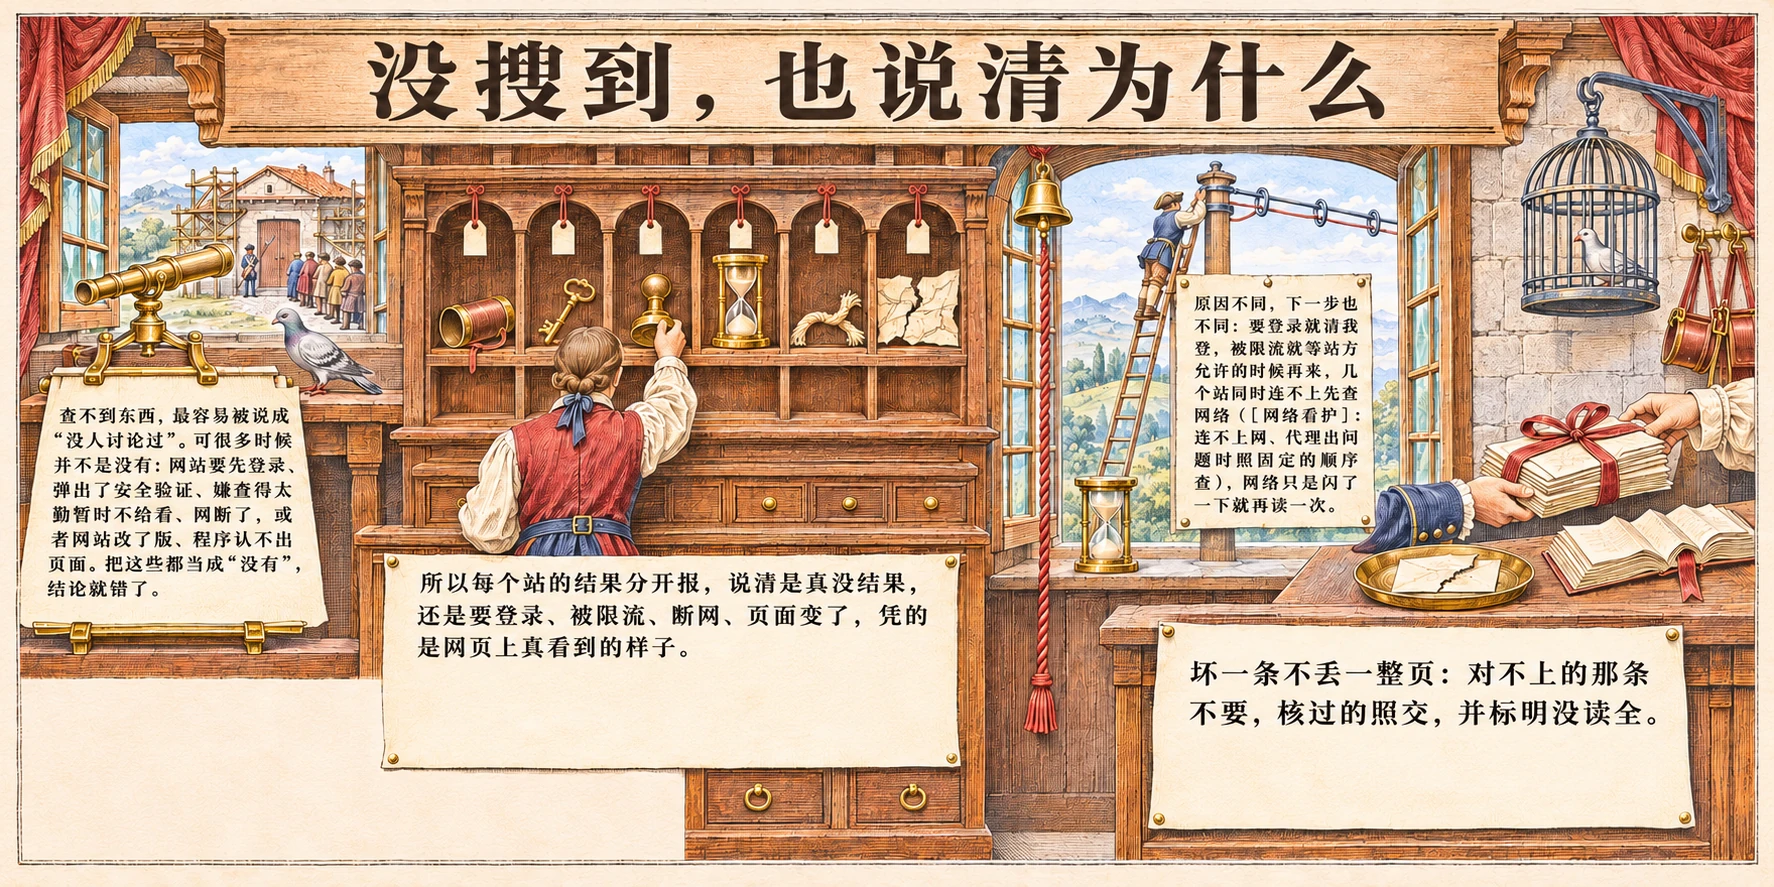 没搜到，也说清为什么
查不到东西，最容易被说成
“没人讨论过”。可很多时候
并不是没有：网站要先登录、
弹出了安全验证、嫌查得太
勤暂时不给看、网断了，或
者网站改了版、程序认不出
页面。把这些都当成“没有”，
结论就错了。
所以每个站的结果分开报，说清是真没结果，
还是要登录、被限流、断网、页面变了，凭的
是网页上真看到的样子。
原因不同，下一步也
不同：要登录就清我
登，被限流就等站方
允许的时候再来，几
个站同时连不上先查
网络（［网络看护］：
连不上网、代理出问
题时照固定的顺序
查），网络只是闪了
一下就再读一次。
坏一条不丢一整页：对不上的那条
不要，核过的照交，并标明没读全。